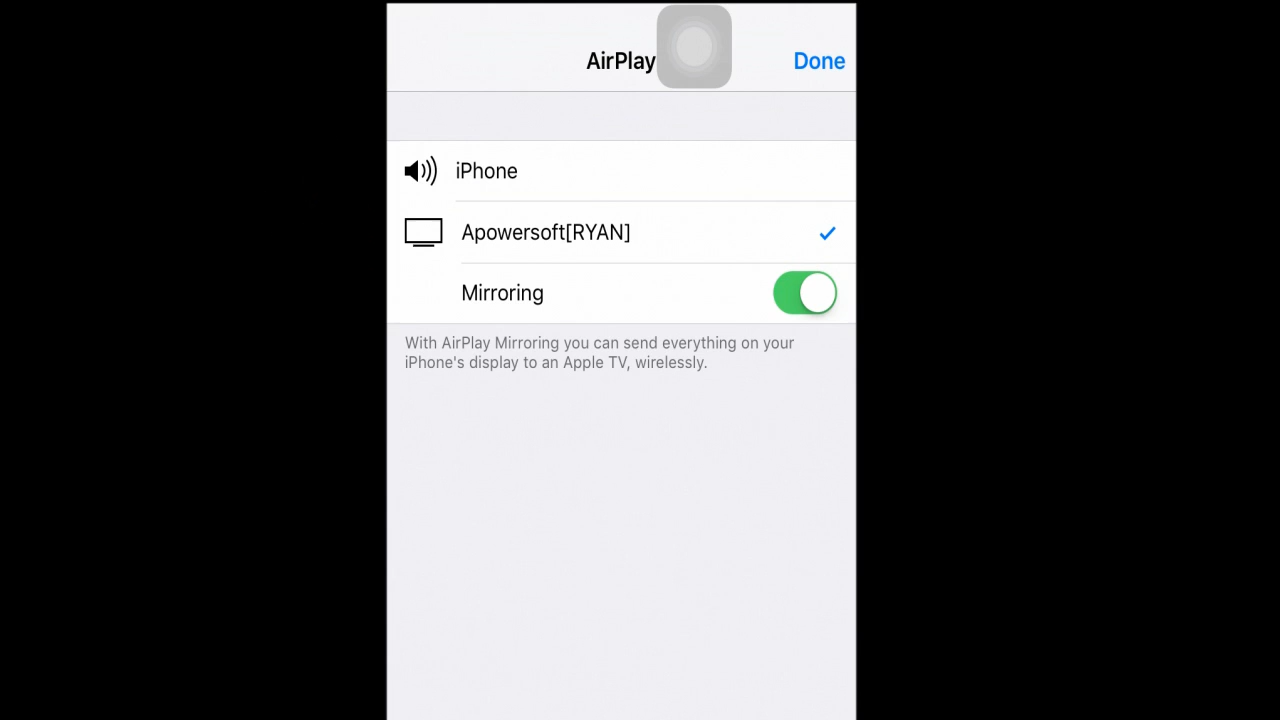 AirPlay
Done
iPhone
Apowersoft[RYAN]
Mirroring
With AirPlay Mirroring you can send everything on your
iPhone's display to an Apple TV, wirelessly.